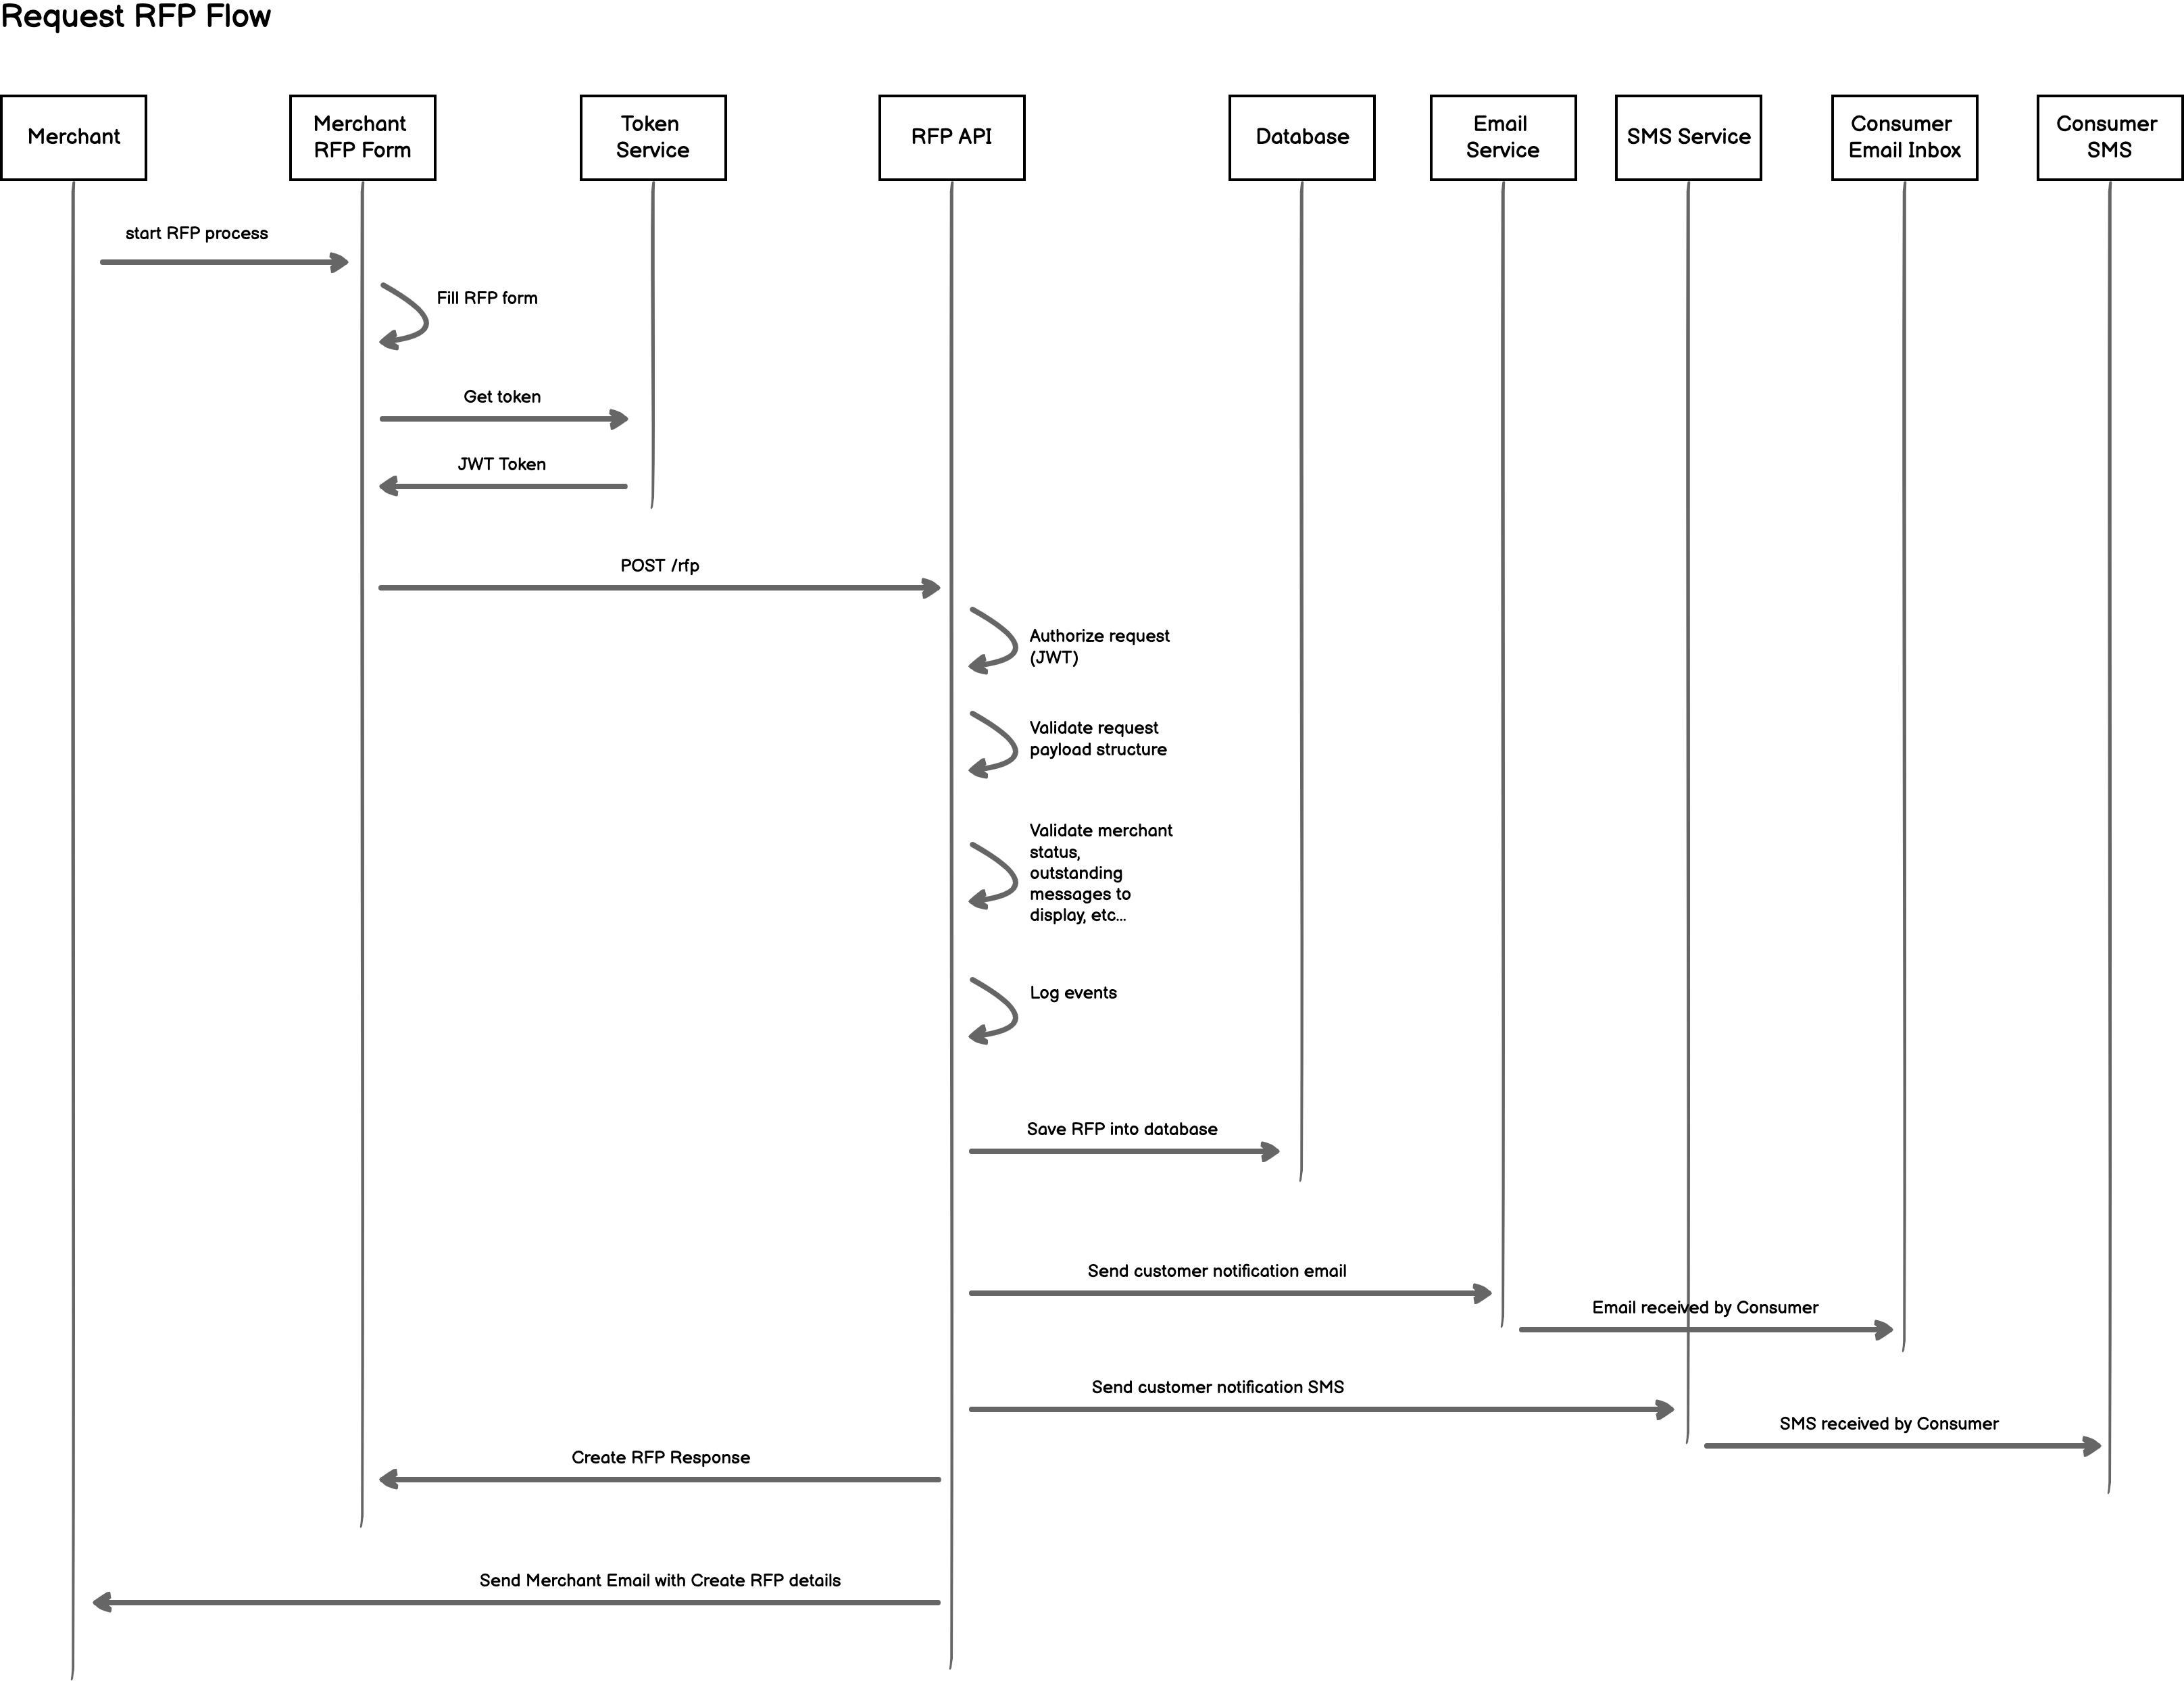 Request RFP Flow
Merchant
Merchant
RFP Form
Token
Service
RFP API
Database
Email
Service
SMS Service
Consumer
Email Inbox
Consumer
SMS
start RFP process
Fill RFP form
Get token
JWT Token
POST /rfp
Authorize request
(JWT)
Validate request
payload structure
Validate merchant
status,
outstanding
messages to
display, etc...
Log events
Save RFP into database
Send customer notification email
Email received by Consumer
Send customer notification SMS
SMS received by Consumer
Create RFP Response
Send Merchant Email with Create RFP details